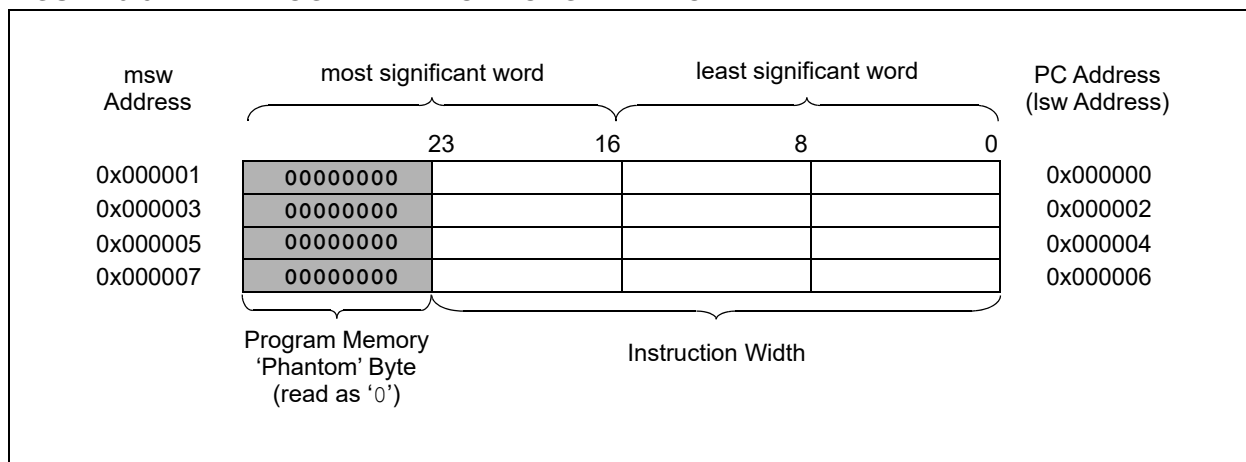 msw
Address
most significant word
least significant word
PC Address
(lsw Address)
23 16 8 0
0x000001 00000000 0x000000
0x000003 00000000 0x000002
0x000005 00000000 0x000004
0x000007 00000000 0x000006
Program Memory
‘Phantom’ Byte
(read as ‘0’)
Instruction Width